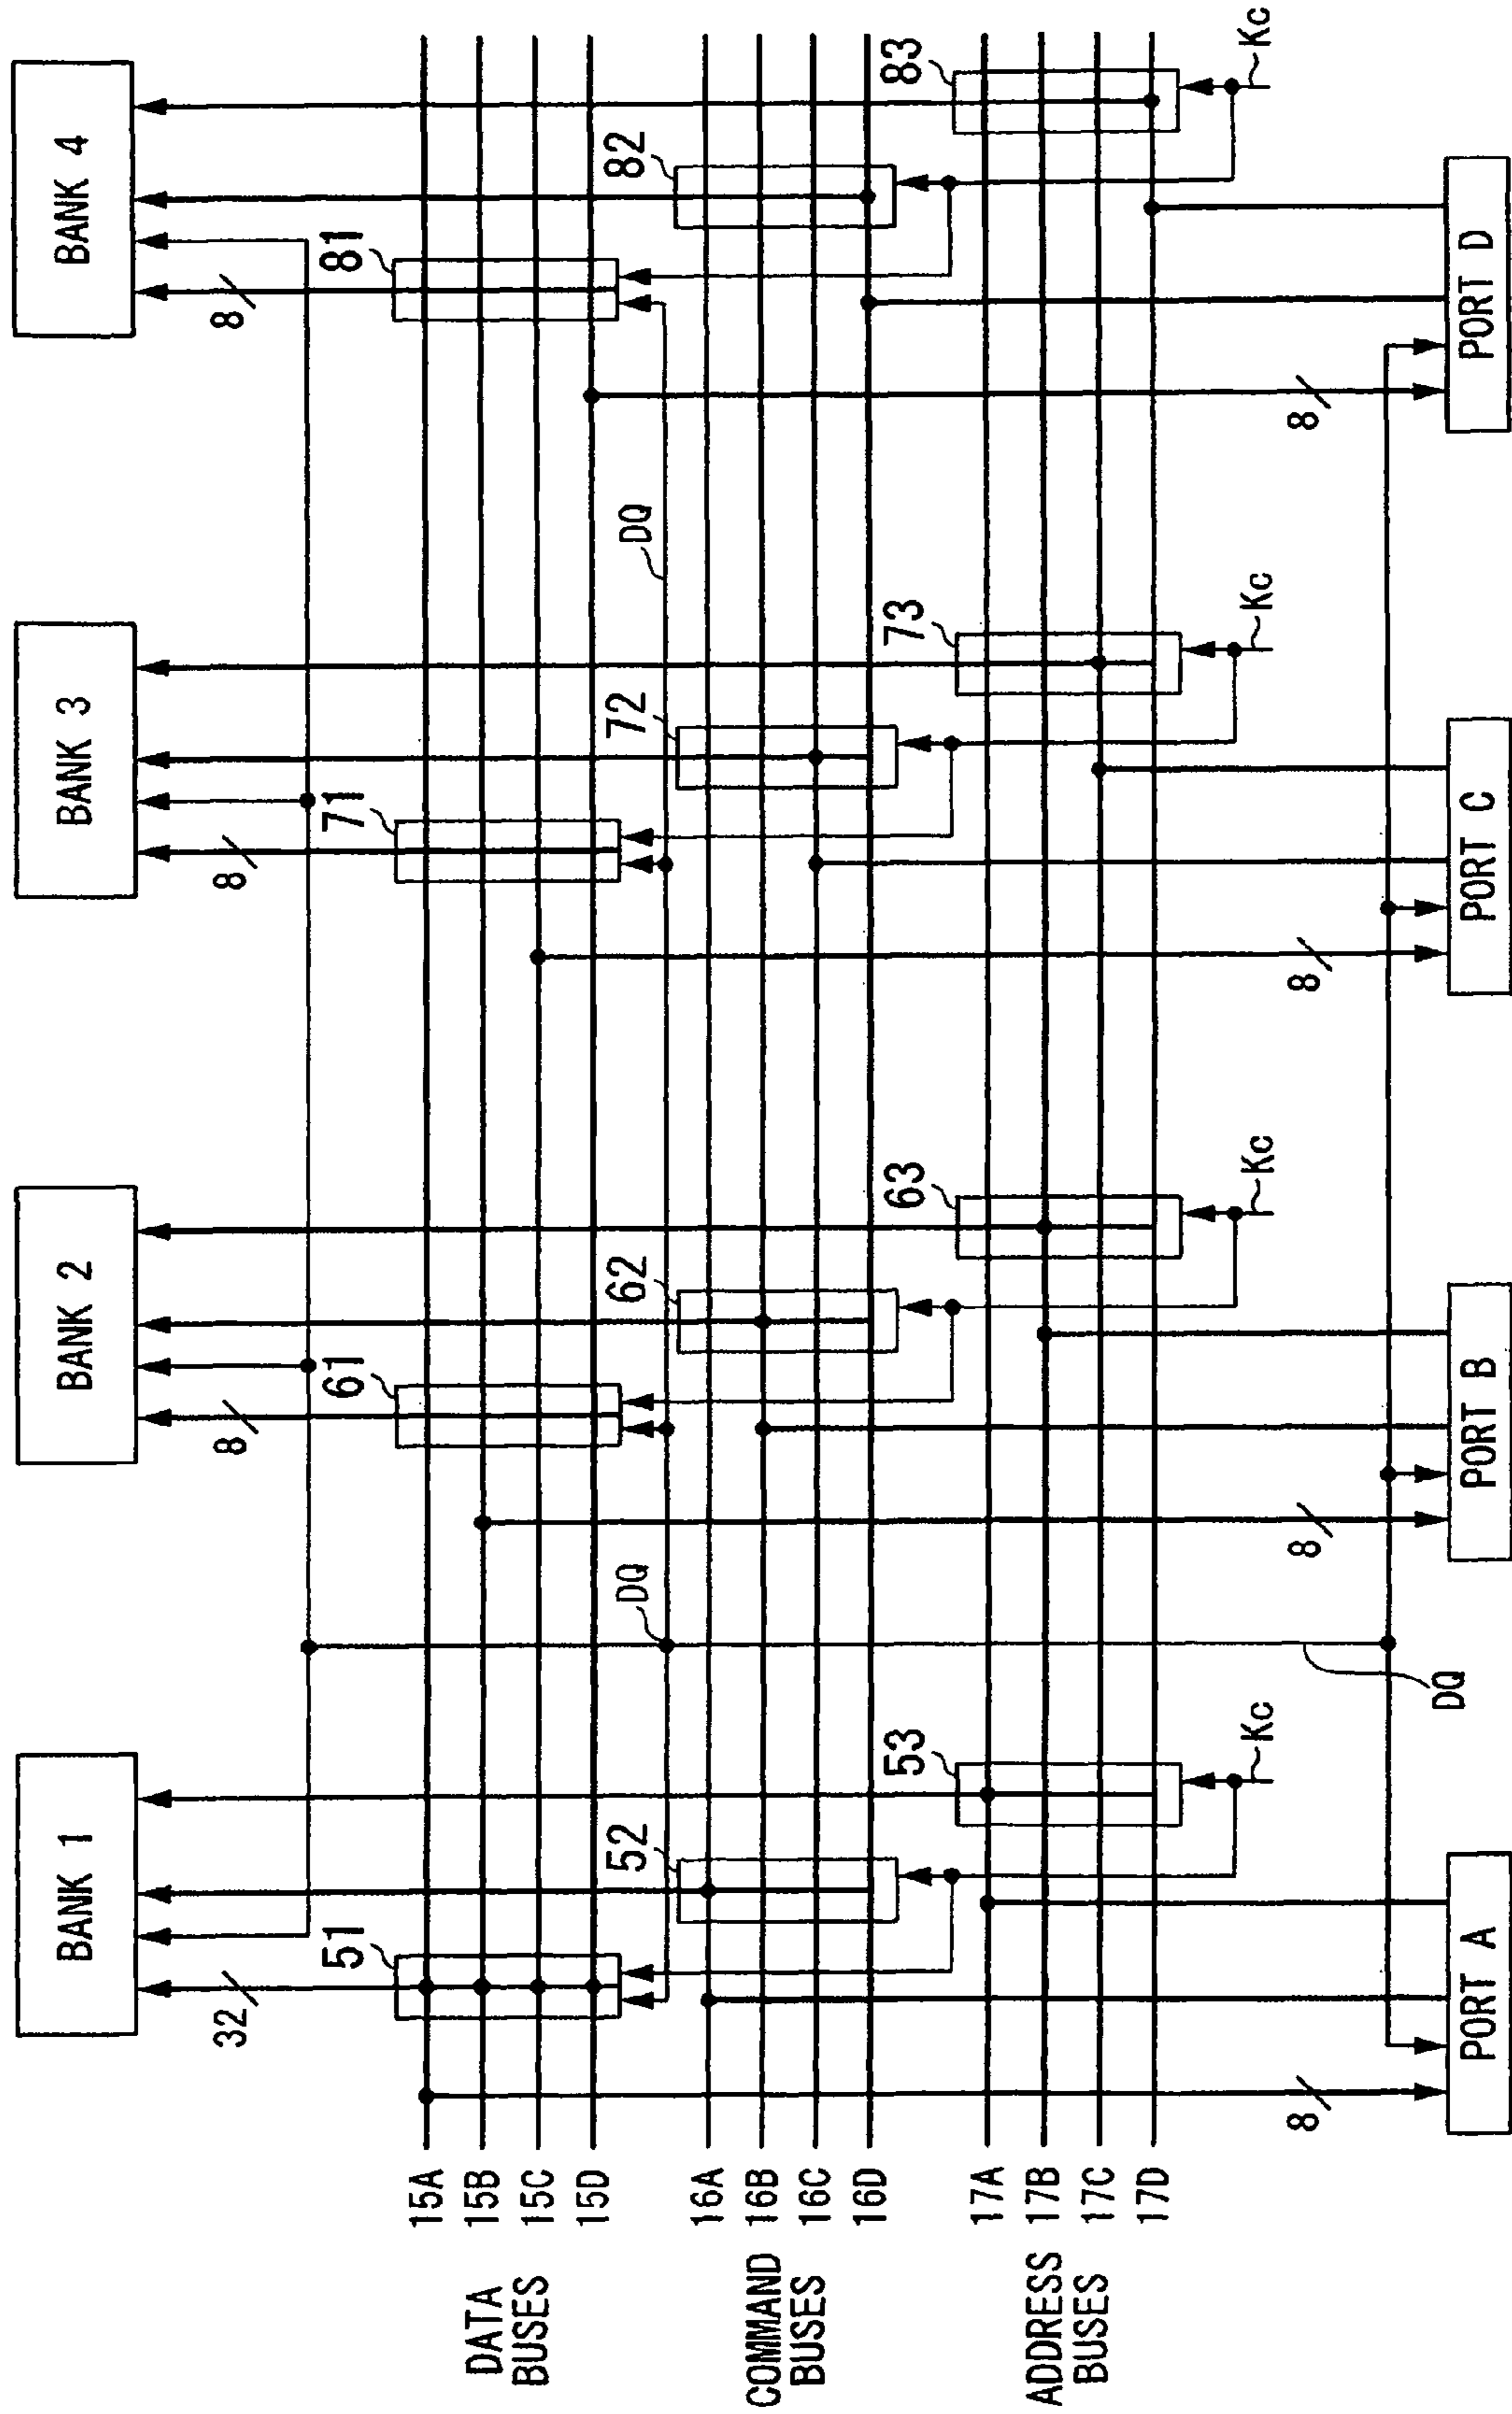 BANK 1
BANK 2
BANK 3
BANK 4
32
8
8
8
51
61
71
81
15A
15B
15C
15D
DATA
BUSES
DQ
DQ
52
62
72
82
16A
16B
16C
16D
COMMAND
BUSES
53
63
73
83
17A
17B
17C
17D
ADDRESS
BUSES
Kc
Kc
Kc
Kc
8
8
8
8
DQ
PORT A
PORT B
PORT C
PORT D